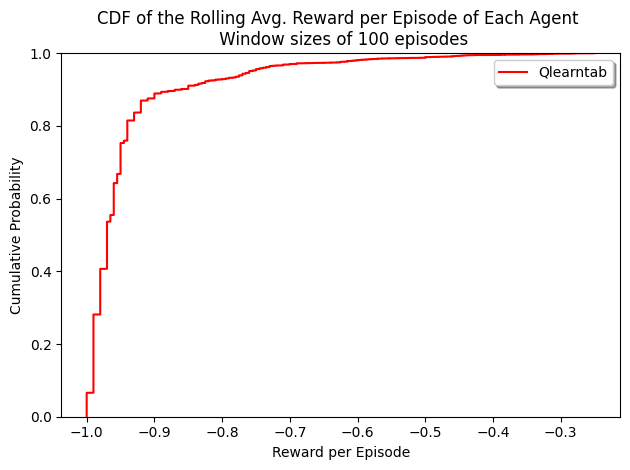 CDF of the Rolling Avg. Reward per Episode of Each Agent
Window sizes of 100 episodes
Qlearntab
1.0
0.8
0.6
0.4
0.2
0.0
Cumulative Probability
−1.0 −0.9 −0.8 −0.7 −0.6 −0.5 −0.4 −0.3
Reward per Episode